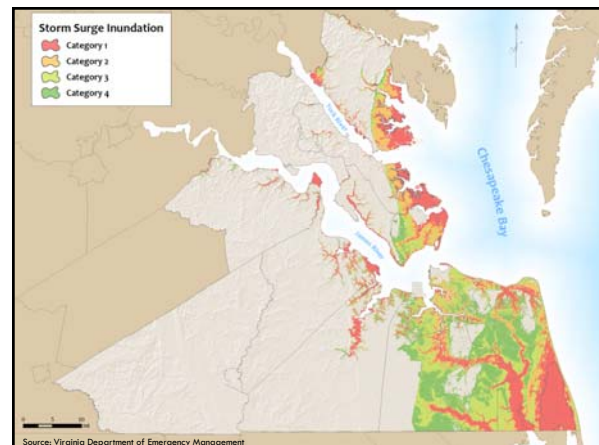 Storm Surge Inundation
Category 1
Category 2
Category 3
Category 4
York River
James River
Chesapeake Bay
Source: Virginia Department of Emergency Management